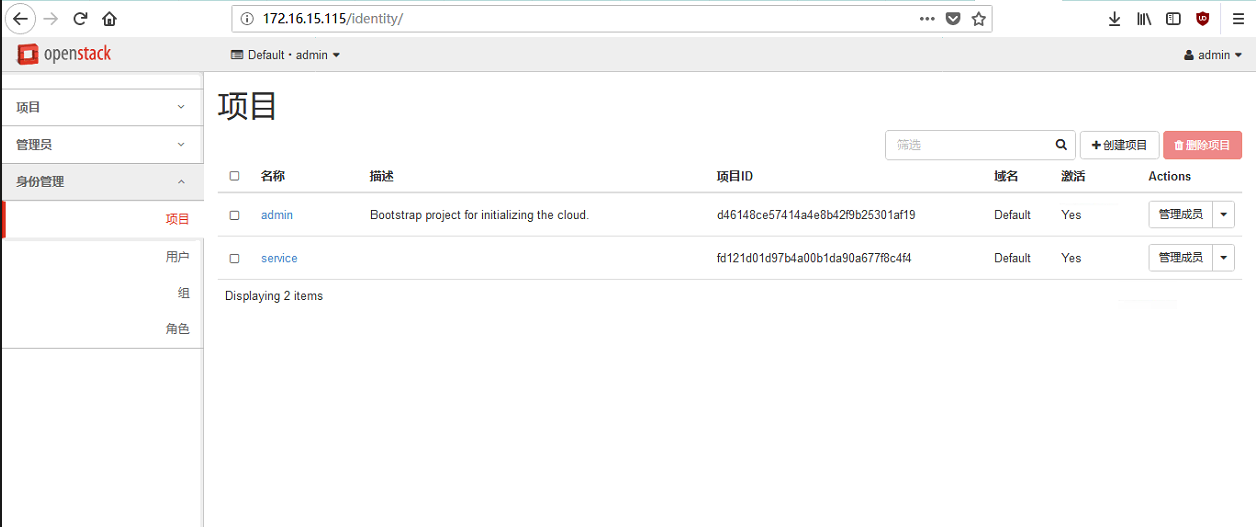 172.16.15.115/identity/
openstack
Default • admin
admin
项目
管理员
身份管理
项目
用户
组
角色
项目
筛选
创建项目
删除项目
名称 描述 项目ID 域名 激活 Actions
admin Bootstrap project for initializing the cloud. d46148ce57414a4e8b42f9b25301af19 Default Yes 管理成员
service fd121d01d97b4a00b1da90a677f8c4f4 Default Yes 管理成员
Displaying 2 items